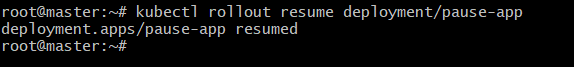 root@master:~# kubectl rollout resume deployment/pause-app
deployment.apps/pause-app resumed
root@master:~#